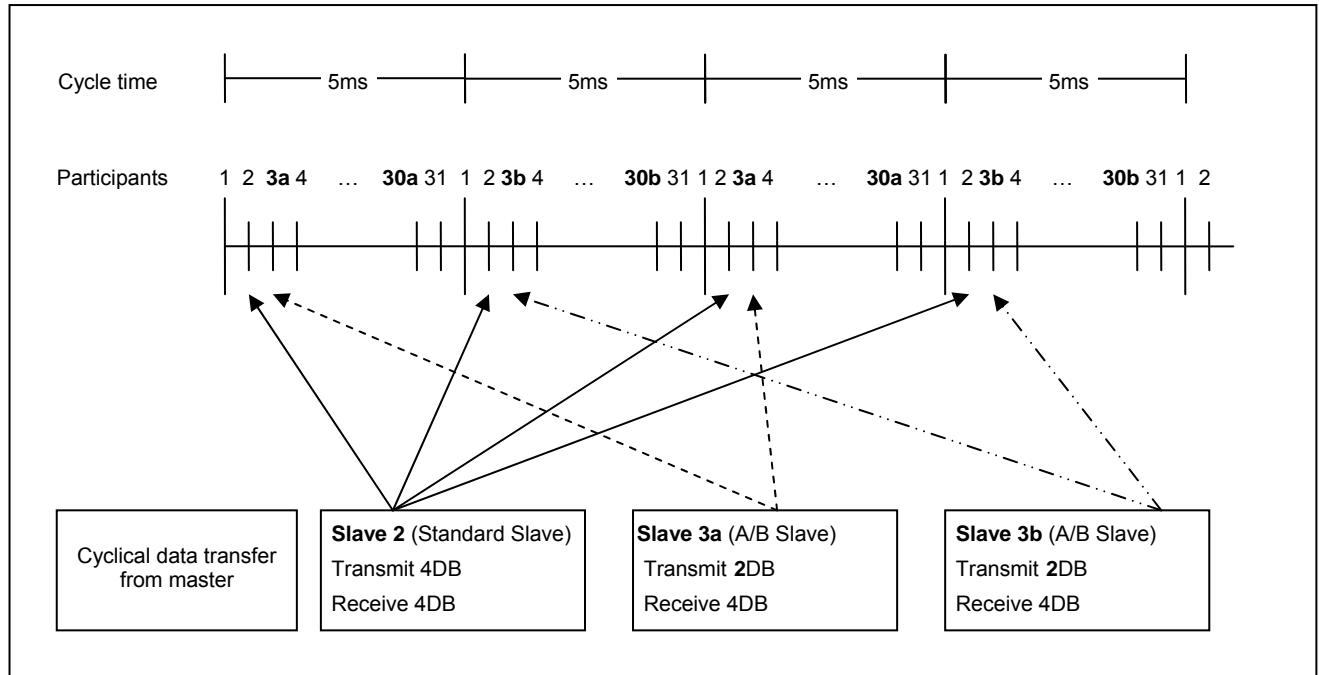 Cycle time 5ms 5ms 5ms 5ms
Participants 1 2 3a 4 … 30a 31 1 2 3b 4 … 30b 31 1 2 3a 4 … 30a 31 1 2 3b 4 … 30b 31 1 2
Cyclical data transfer
from master
Slave 2 (Standard Slave)
Transmit 4DB
Receive 4DB
Slave 3a (A/B Slave)
Transmit 2DB
Receive 4DB
Slave 3b (A/B Slave)
Transmit 2DB
Receive 4DB